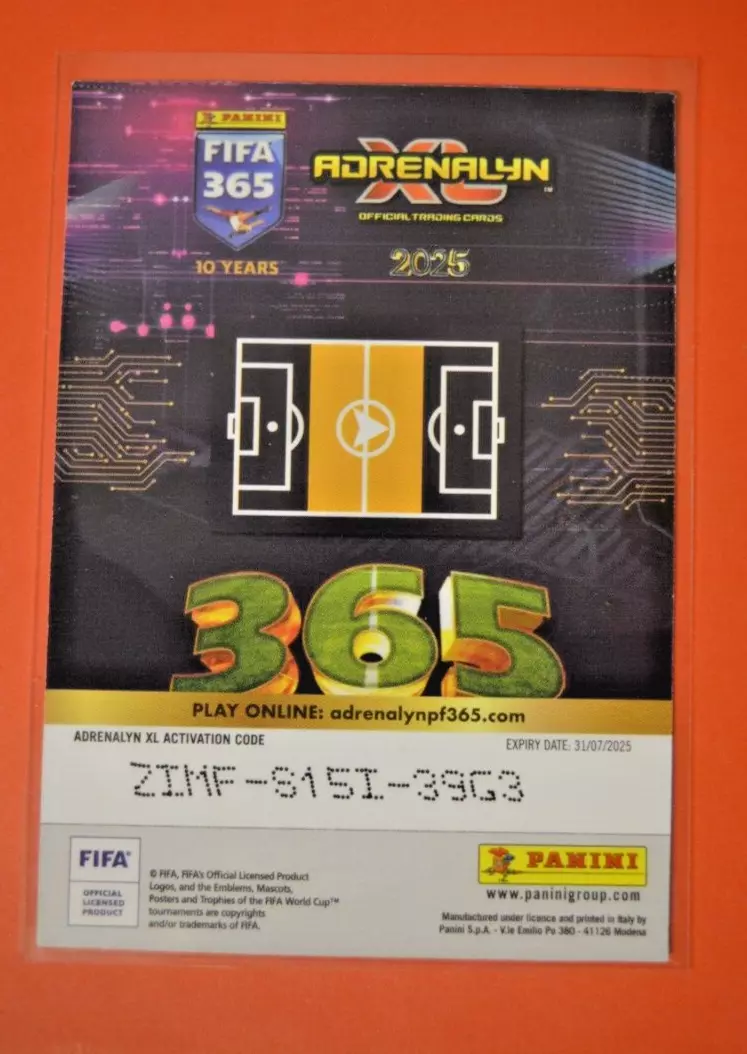 PANINI
FIFA
365
10 YEARS
ADRENALYN
XL
™
OFFICIAL TRADING CARDS
2025
365
PLAY ONLINE: adrenalynpf365.com
ADRENALYN XL ACTIVATION CODE
EXPIRY DATE: 31/07/2025
ZIMF-S15I-39G3
FIFA®
OFFICIAL
LICENSED
PRODUCT
© FIFA, FIFA's Official Licensed Product
Logos, and the Emblems, Mascots,
Posters and Trophies of the FIFA World Cup™
tournaments are copyrights
and/or trademarks of FIFA.
PANINI
www.paninigroup.com
Manufactured under licence and printed in Italy by
Panini S.p.A. - V.le Emilio Po 380 - 41126 Modena